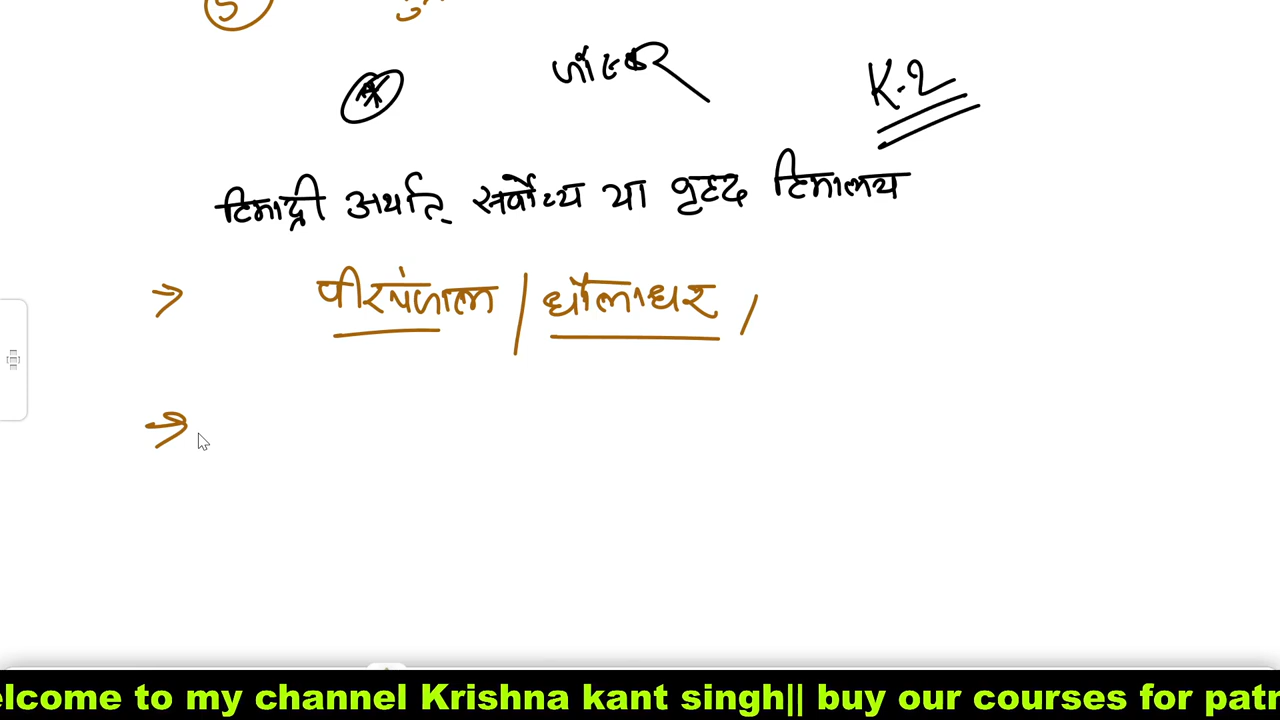 5
K-2
हिमाद्री अर्थात् सर्वोच्य या वृहद हिमालय
→ पीरपंजाल / धौलाधर /
→
elcome to my channel Krishna kant singh|| buy our courses for patr